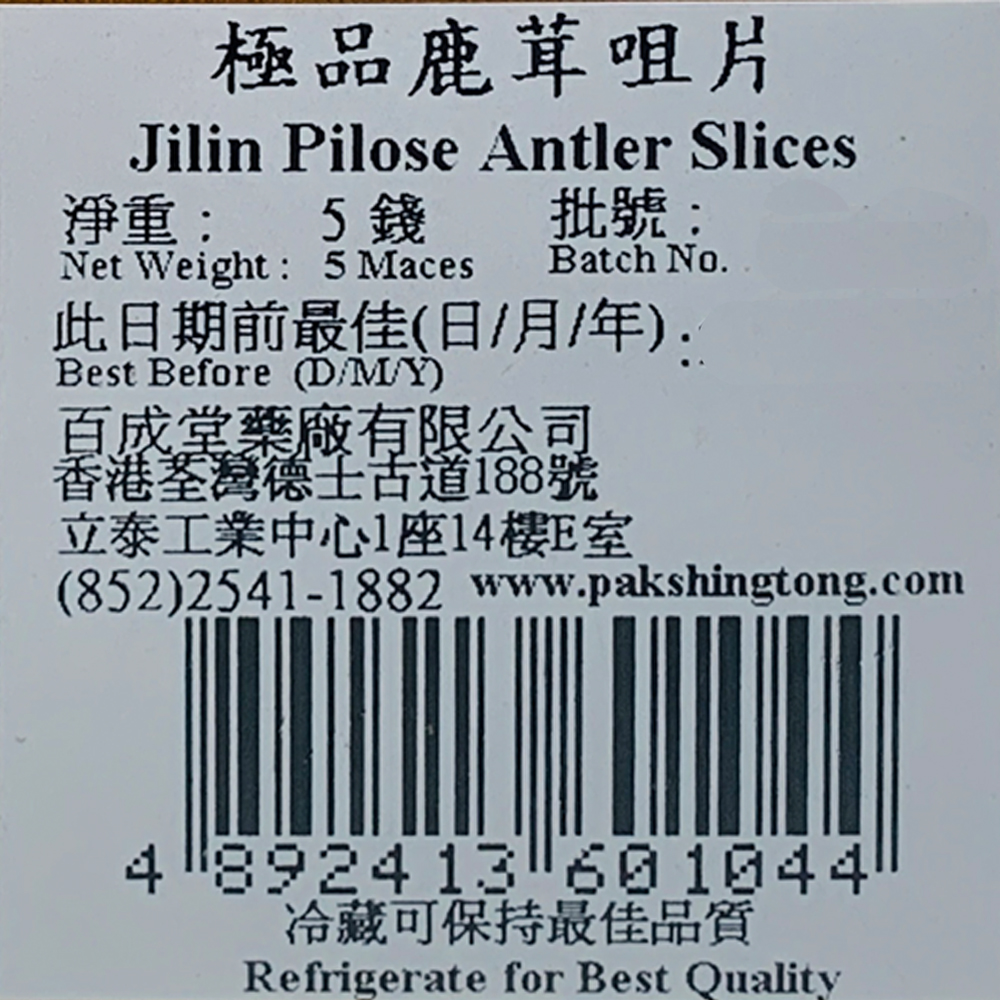 極品鹿茸咀片
Jilin Pilose Antler Slices
淨重： 5 錢 批號：
Net Weight : 5 Maces Batch No.
此日期前最佳(日/月/年)：
Best Before (D/M/Y)
百成堂藥廠有限公司
香港荃灣德士古道188號
立泰工業中心1座14樓E室
(852)2541-1882 www.pakshingtong.com
4 892413 601044
冷藏可保持最佳品質
Refrigerate for Best Quality